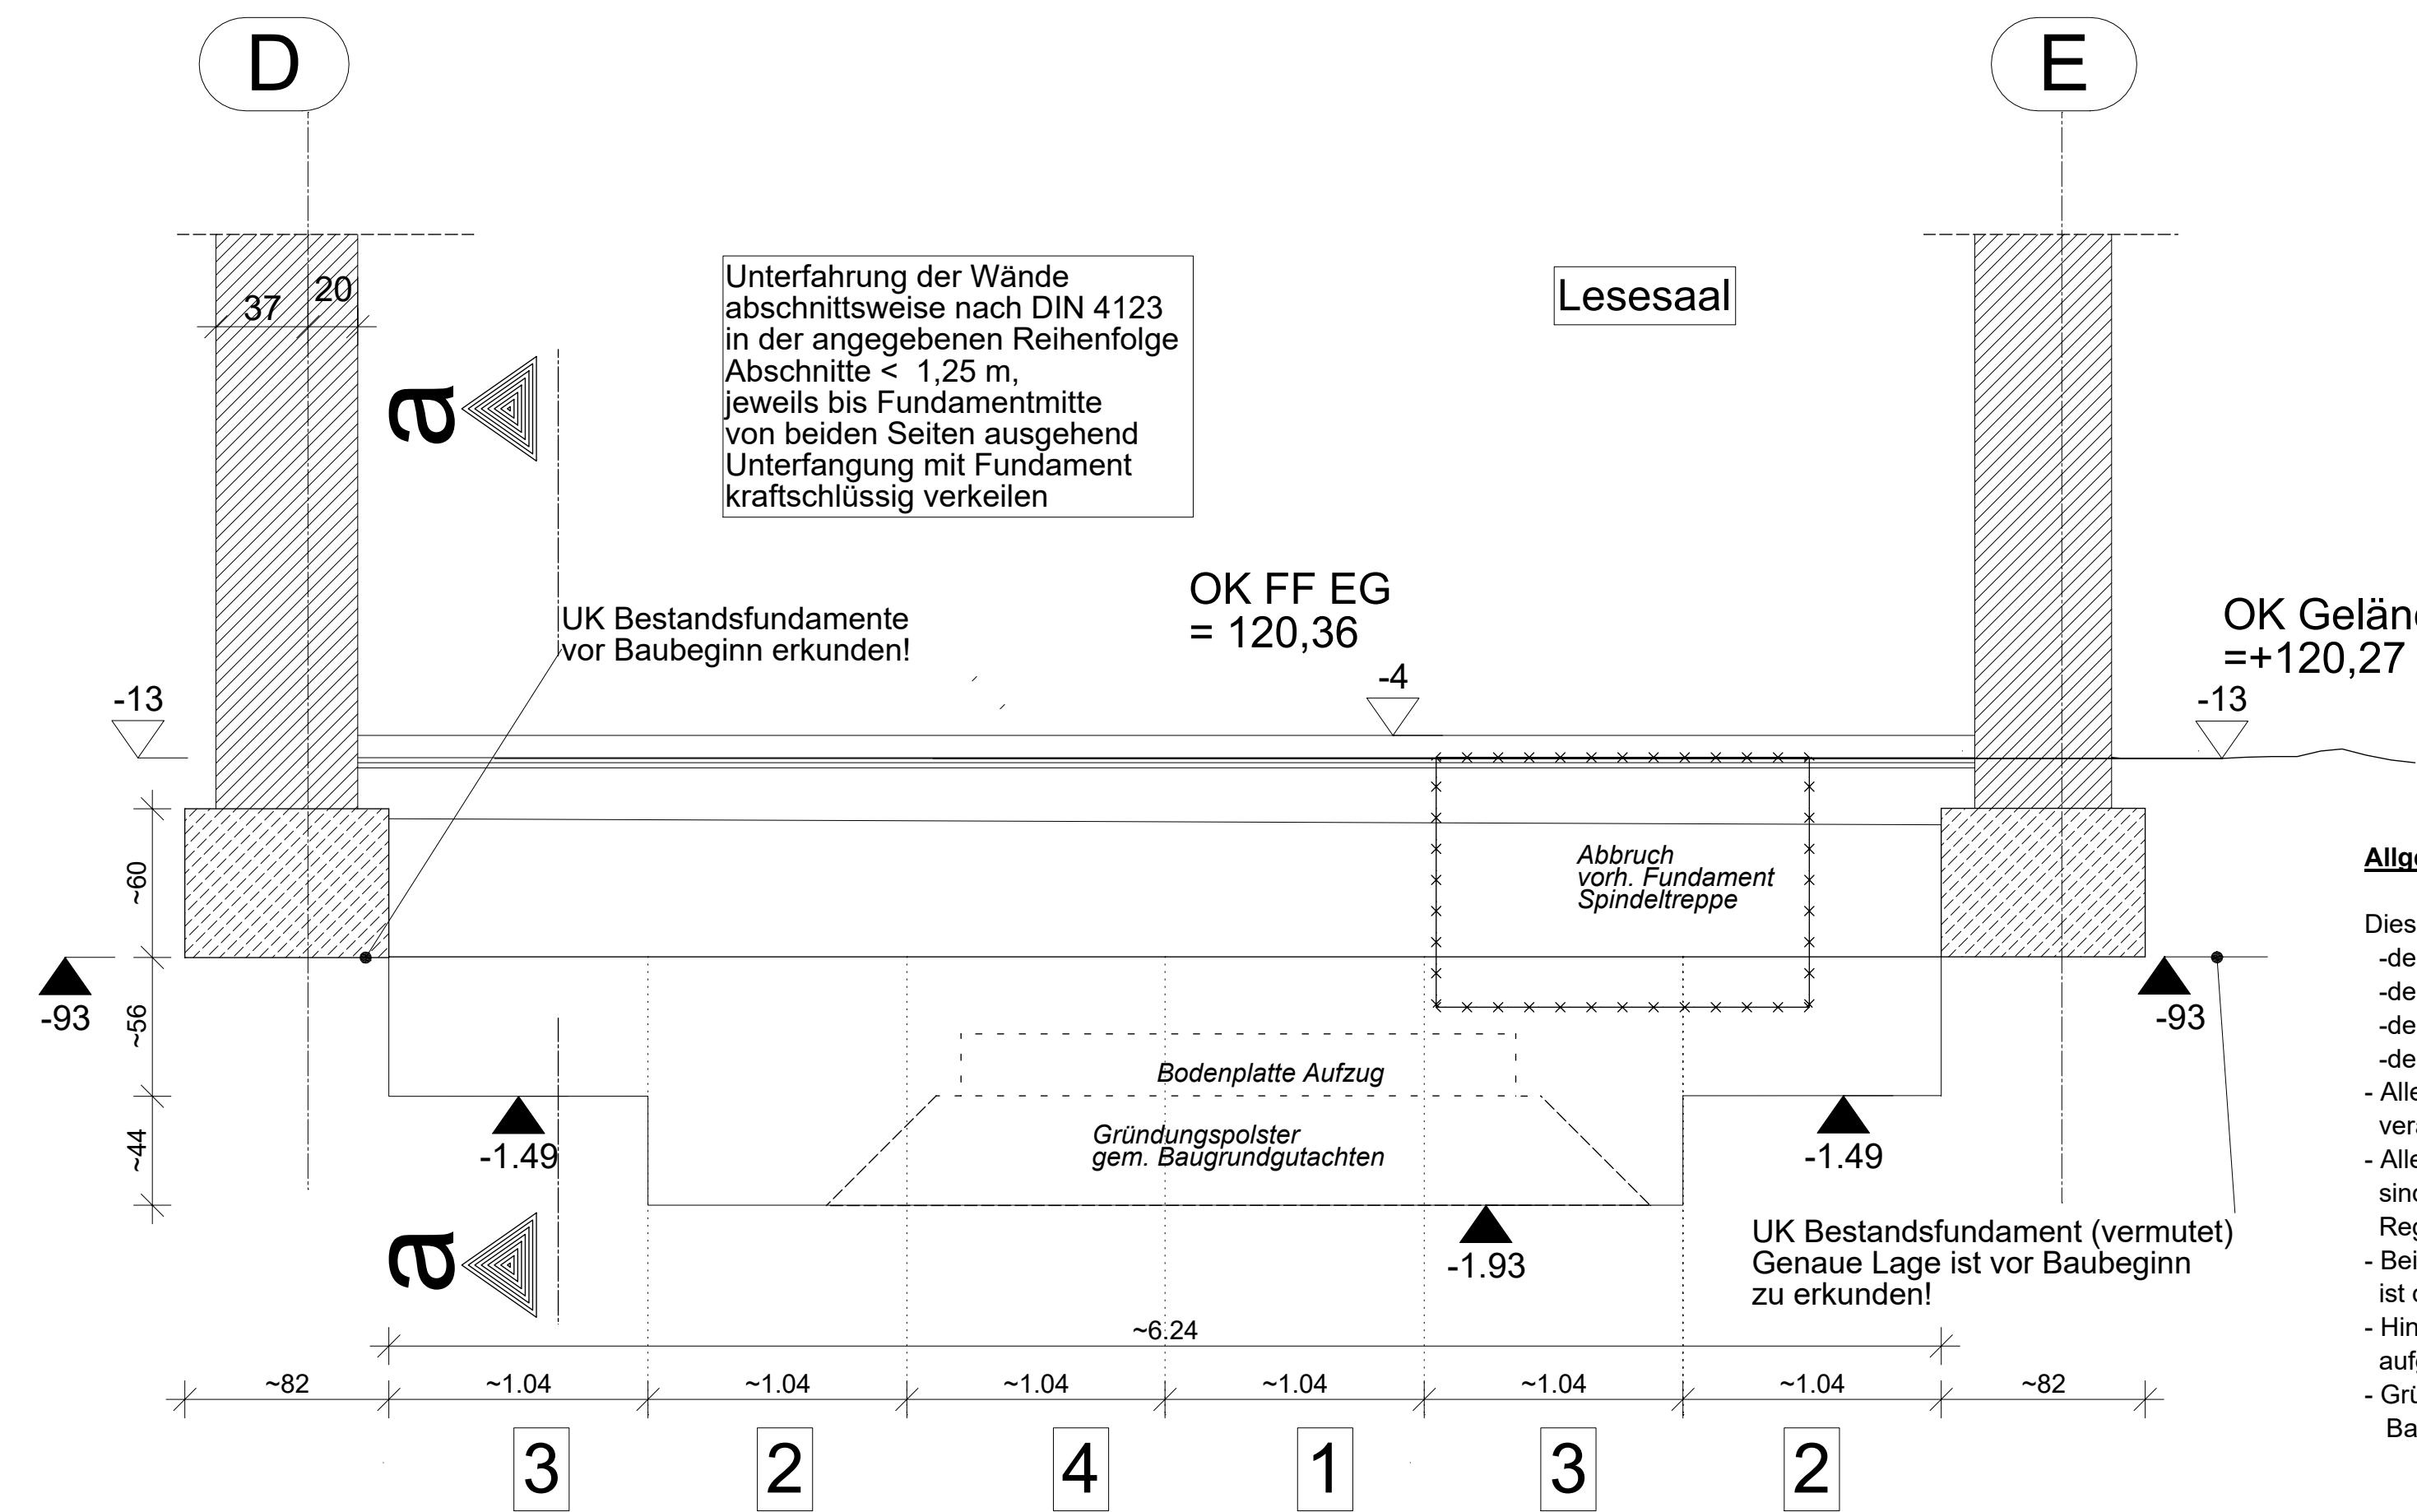 D
E
37
20
Unterfahrung der Wände
abschnittsweise nach DIN 4123
in der angegebenen Reihenfolge
Abschnitte < 1,25 m,
jeweils bis Fundamentmitte
von beiden Seiten ausgehend
Unterfangung mit Fundament
kraftschlüssig verkeilen
Lesesaal
a
UK Bestandsfundamente
vor Baubeginn erkunden!
OK FF EG
= 120,36
=+120,27
-13
-4
-13
~60
~56
~44
Abbruch
vorh. Fundament
Spindeltreppe
-93
-93
Bodenplatte Aufzug
Gründungspolster
gem. Baugrundgutachten
-1.49
-1.49
-1.93
a
UK Bestandsfundament (vermutet)
Genaue Lage ist vor Baubeginn
zu erkunden!
~6.24
~82
~1.04
~1.04
~1.04
~1.04
~1.04
~1.04
~82
3
2
4
1
3
2
OK
- Alle
- Alle
- Bei
ist